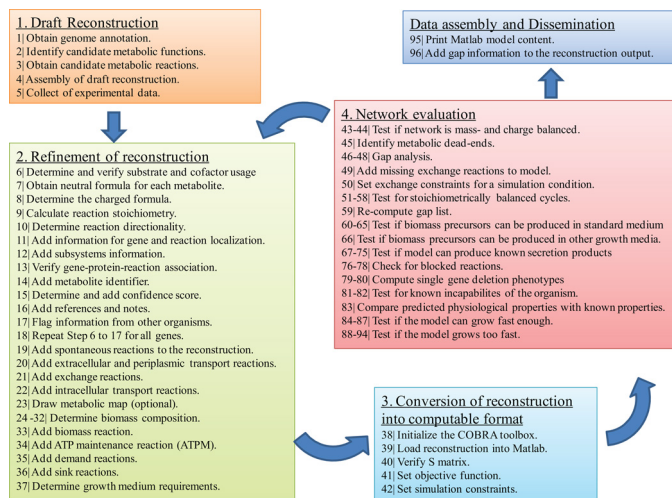 1. Draft Reconstruction
1| Obtain genome annotation.
2| Identify candidate metabolic functions.
3| Obtain candidate metabolic reactions.
4| Assembly of draft reconstruction.
5| Collect of experimental data.
2. Refinement of reconstruction
6| Determine and verify substrate and cofactor usage
7| Obtain neutral formula for each metabolite.
8| Determine the charged formula.
9| Calculate reaction stoichiometry.
10| Determine reaction directionality.
11| Add information for gene and reaction localization.
12| Add subsystems information.
13| Verify gene-protein-reaction association.
14| Add metabolite identifier.
15| Determine and add confidence score.
16| Add references and notes.
17| Flag information from other organisms.
18| Repeat Step 6 to 17 for all genes.
19| Add spontaneous reactions to the reconstruction.
20| Add extracellular and periplasmic transport reactions.
21| Add exchange reactions.
22| Add intracellular transport reactions.
23| Draw metabolic map (optional).
24 -32| Determine biomass composition.
33| Add biomass reaction.
34| Add ATP maintenance reaction (ATPM).
35| Add demand reactions.
36| Add sink reactions.
37| Determine growth medium requirements.
3. Conversion of reconstruction
into computable format
38| Initialize the COBRA toolbox.
39| Load reconstruction into Matlab.
40| Verify S matrix.
41| Set objective function.
42| Set simulation constraints.
4. Network evaluation
43-44| Test if network is mass- and charge balanced.
45| Identify metabolic dead-ends.
46-48| Gap analysis.
49| Add missing exchange reactions to model.
50| Set exchange constraints for a simulation condition.
51-58| Test for stoichiometrically balanced cycles.
59| Re-compute gap list.
60-65| Test if biomass precursors can be produced in standard medium
66| Test if biomass precursors can be produced in other growth media.
67-75| Test if model can produce known secretion products
76-78| Check for blocked reactions.
79-80| Compute single gene deletion phenotypes
81-82| Test for known incapabilites of the organism.
83| Compare predicted physiological properties with known properties.
84-87| Test if the model can grow fast enough.
88-94| Test if the model grows too fast.
Data assembly and Dissemination
95| Print Matlab model content.
96| Add gap information to the reconstruction output.